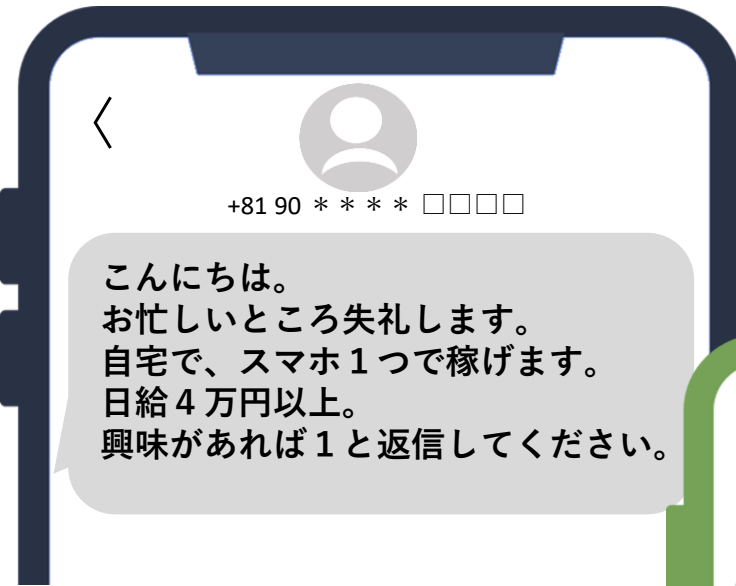 +81 90 ＊＊＊＊ □□□□
こんにちは。
お忙しいところ失礼します。
自宅で、スマホ１つで稼げます。
日給４万円以上。
興味があれば１と返信してください。